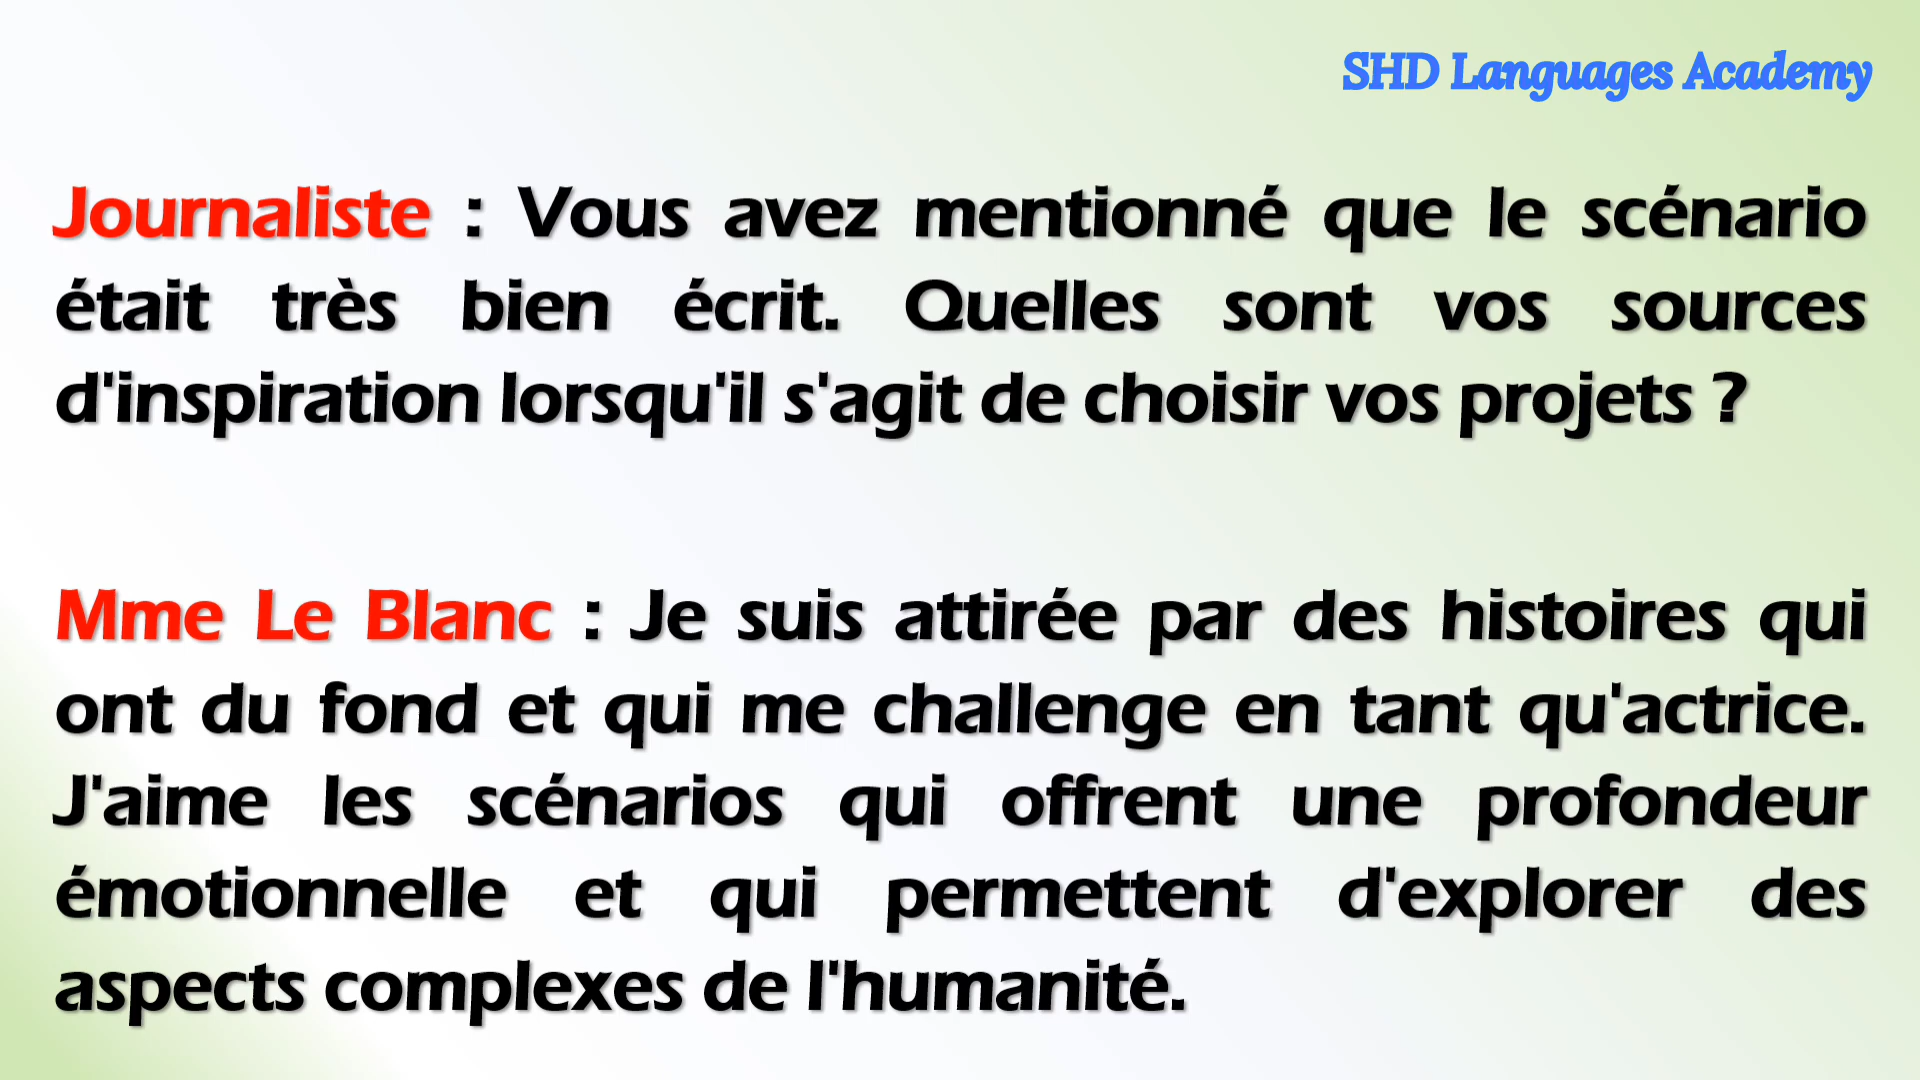 SHD Languages Academy
Journaliste : Vous avez mentionné que le scénario
était très bien écrit. Quelles sont vos sources
d'inspiration lorsqu'il s'agit de choisir vos projets ?
Mme Le Blanc : Je suis attirée par des histoires qui
ont du fond et qui me challenge en tant qu'actrice.
J'aime les scénarios qui offrent une profondeur
émotionnelle et qui permettent d'explorer des
aspects complexes de l'humanité.